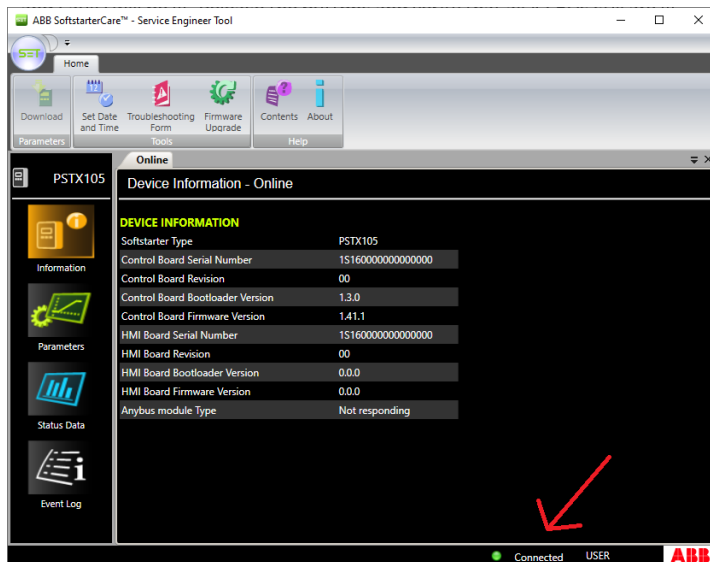 ABB SoftstarterCare™ - Service Engineer Tool
SET
Home
Download
Set Date and Time
Troubleshooting Form
Firmware Upgrade
Contents
About
Parameters
Tools
Help
PSTX105
Online
Device Information - Online
Information
Parameters
Status Data
Event Log
DEVICE INFORMATION
Softstarter Type PSTX105
Control Board Serial Number 1S160000000000000
Control Board Revision 00
Control Board Bootloader Version 1.3.0
Control Board Firmware Version 1.41.1
HMI Board Serial Number 1S160000000000000
HMI Board Revision 00
HMI Board Bootloader Version 0.0.0
HMI Board Firmware Version 0.0.0
Anybus module Type Not responding
Connected USER ABB